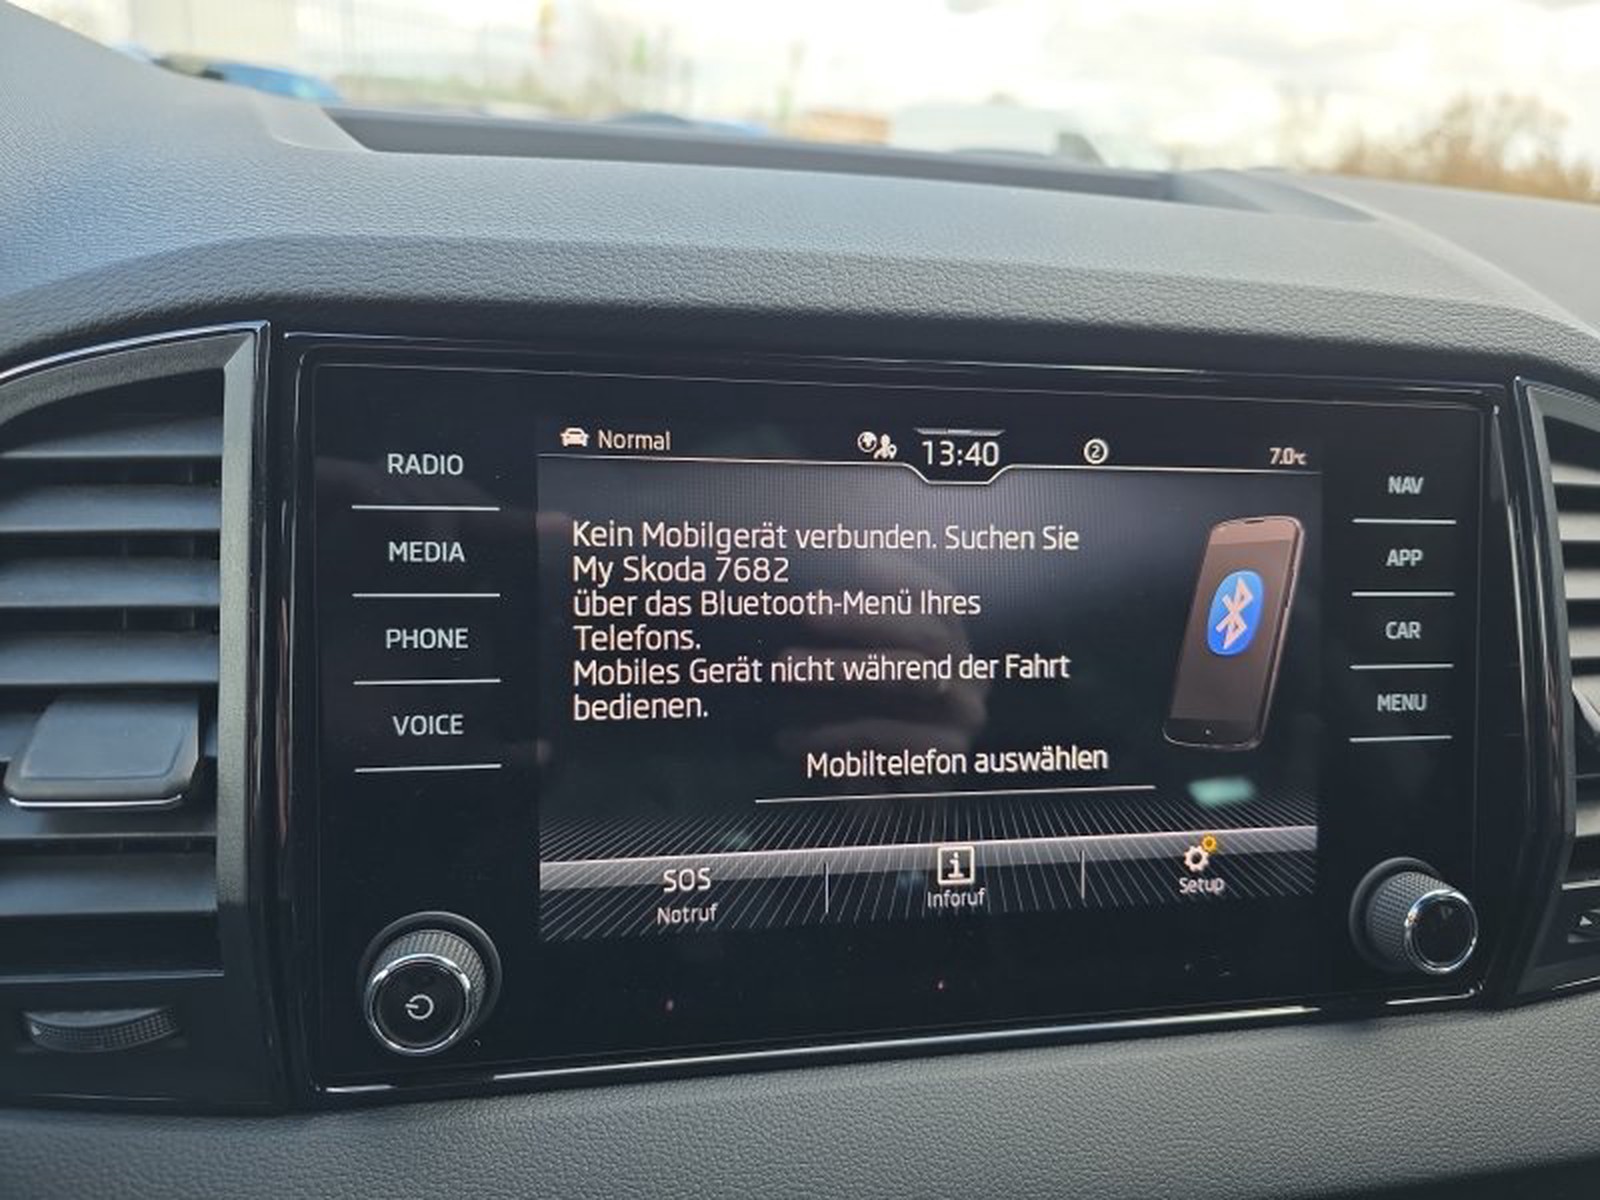 Normal
13:40
2
7.0°C
RADIO
MEDIA
PHONE
VOICE
Kein Mobilgerät verbunden. Suchen Sie
My Skoda 7682
über das Bluetooth-Menü Ihres
Telefons.
Mobiles Gerät nicht während der Fahrt
bedienen.
Mobiltelefon auswählen
SOS
Notruf
i
Inforuf
Setup
NAV
APP
CAR
MENU